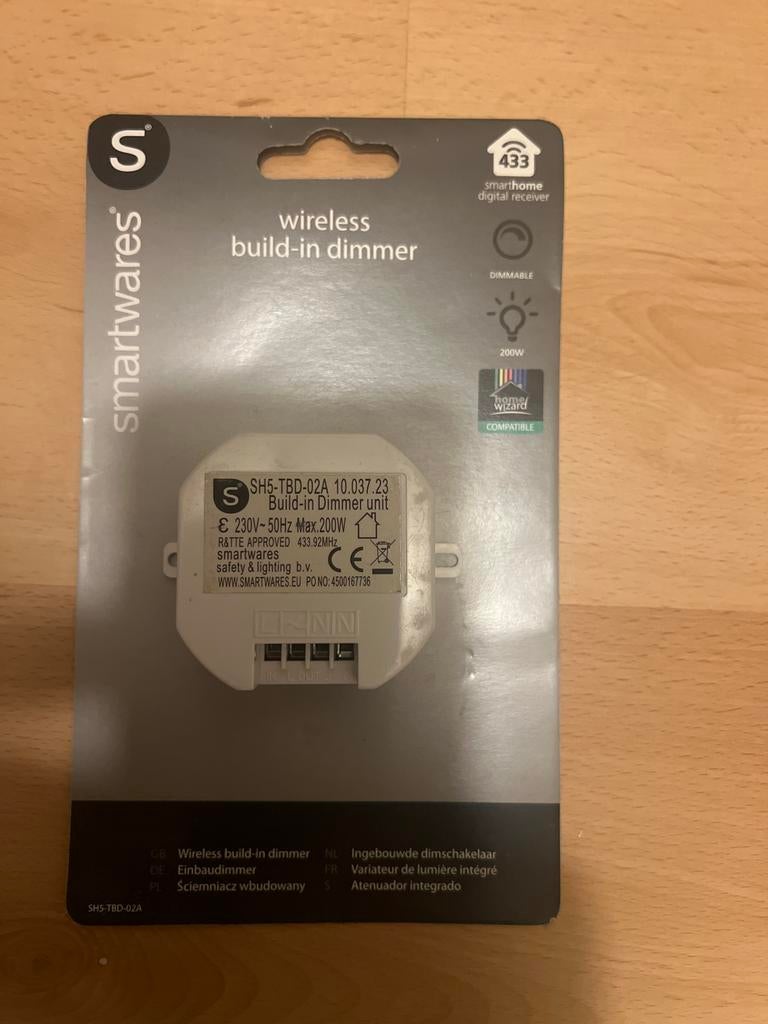 S®
smartwares®
wireless
build-in dimmer
433
smarthome
digital receiver
DIMMABLE
200W
home
wizard
COMPATIBLE
S
SH5-TBD-02A 10.037.23
Build-in Dimmer unit
230V~ 50Hz Max.200W
R&TTE APPROVED 433.92MHz
smartwares
safety & lighting b.v.
CE
WWW.SMARTWARES.EU PO NO: 4500167736
L ~ N N
IN L OUT
GB Wireless build-in dimmer
DE Einbaudimmer
PL Ściemniacz wbudowany
NL Ingebouwde dimschakelaar
FR Variateur de lumière intégré
S Atenuador integrado
SH5-TBD-02A